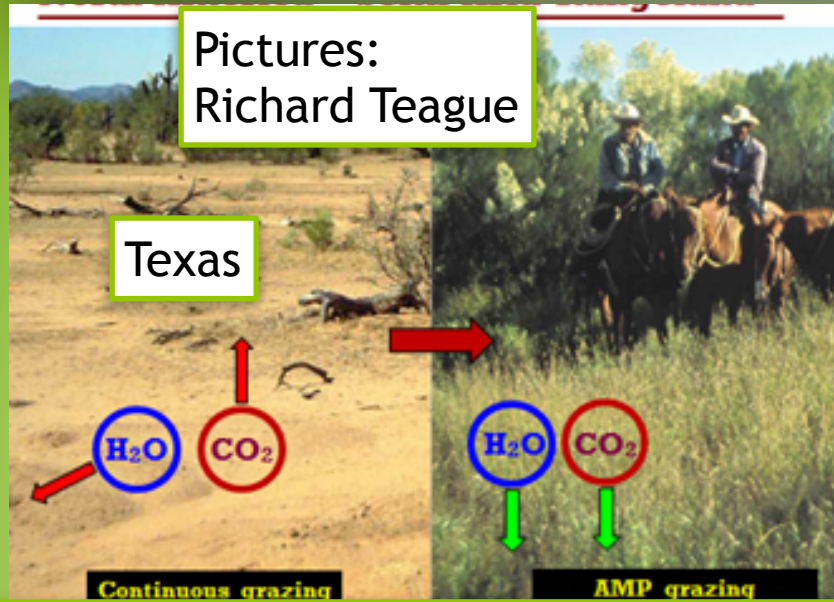 Pictures:
Richard Teague
Texas
H₂O CO₂
H₂O CO₂
Continuous grazing
AMP grazing